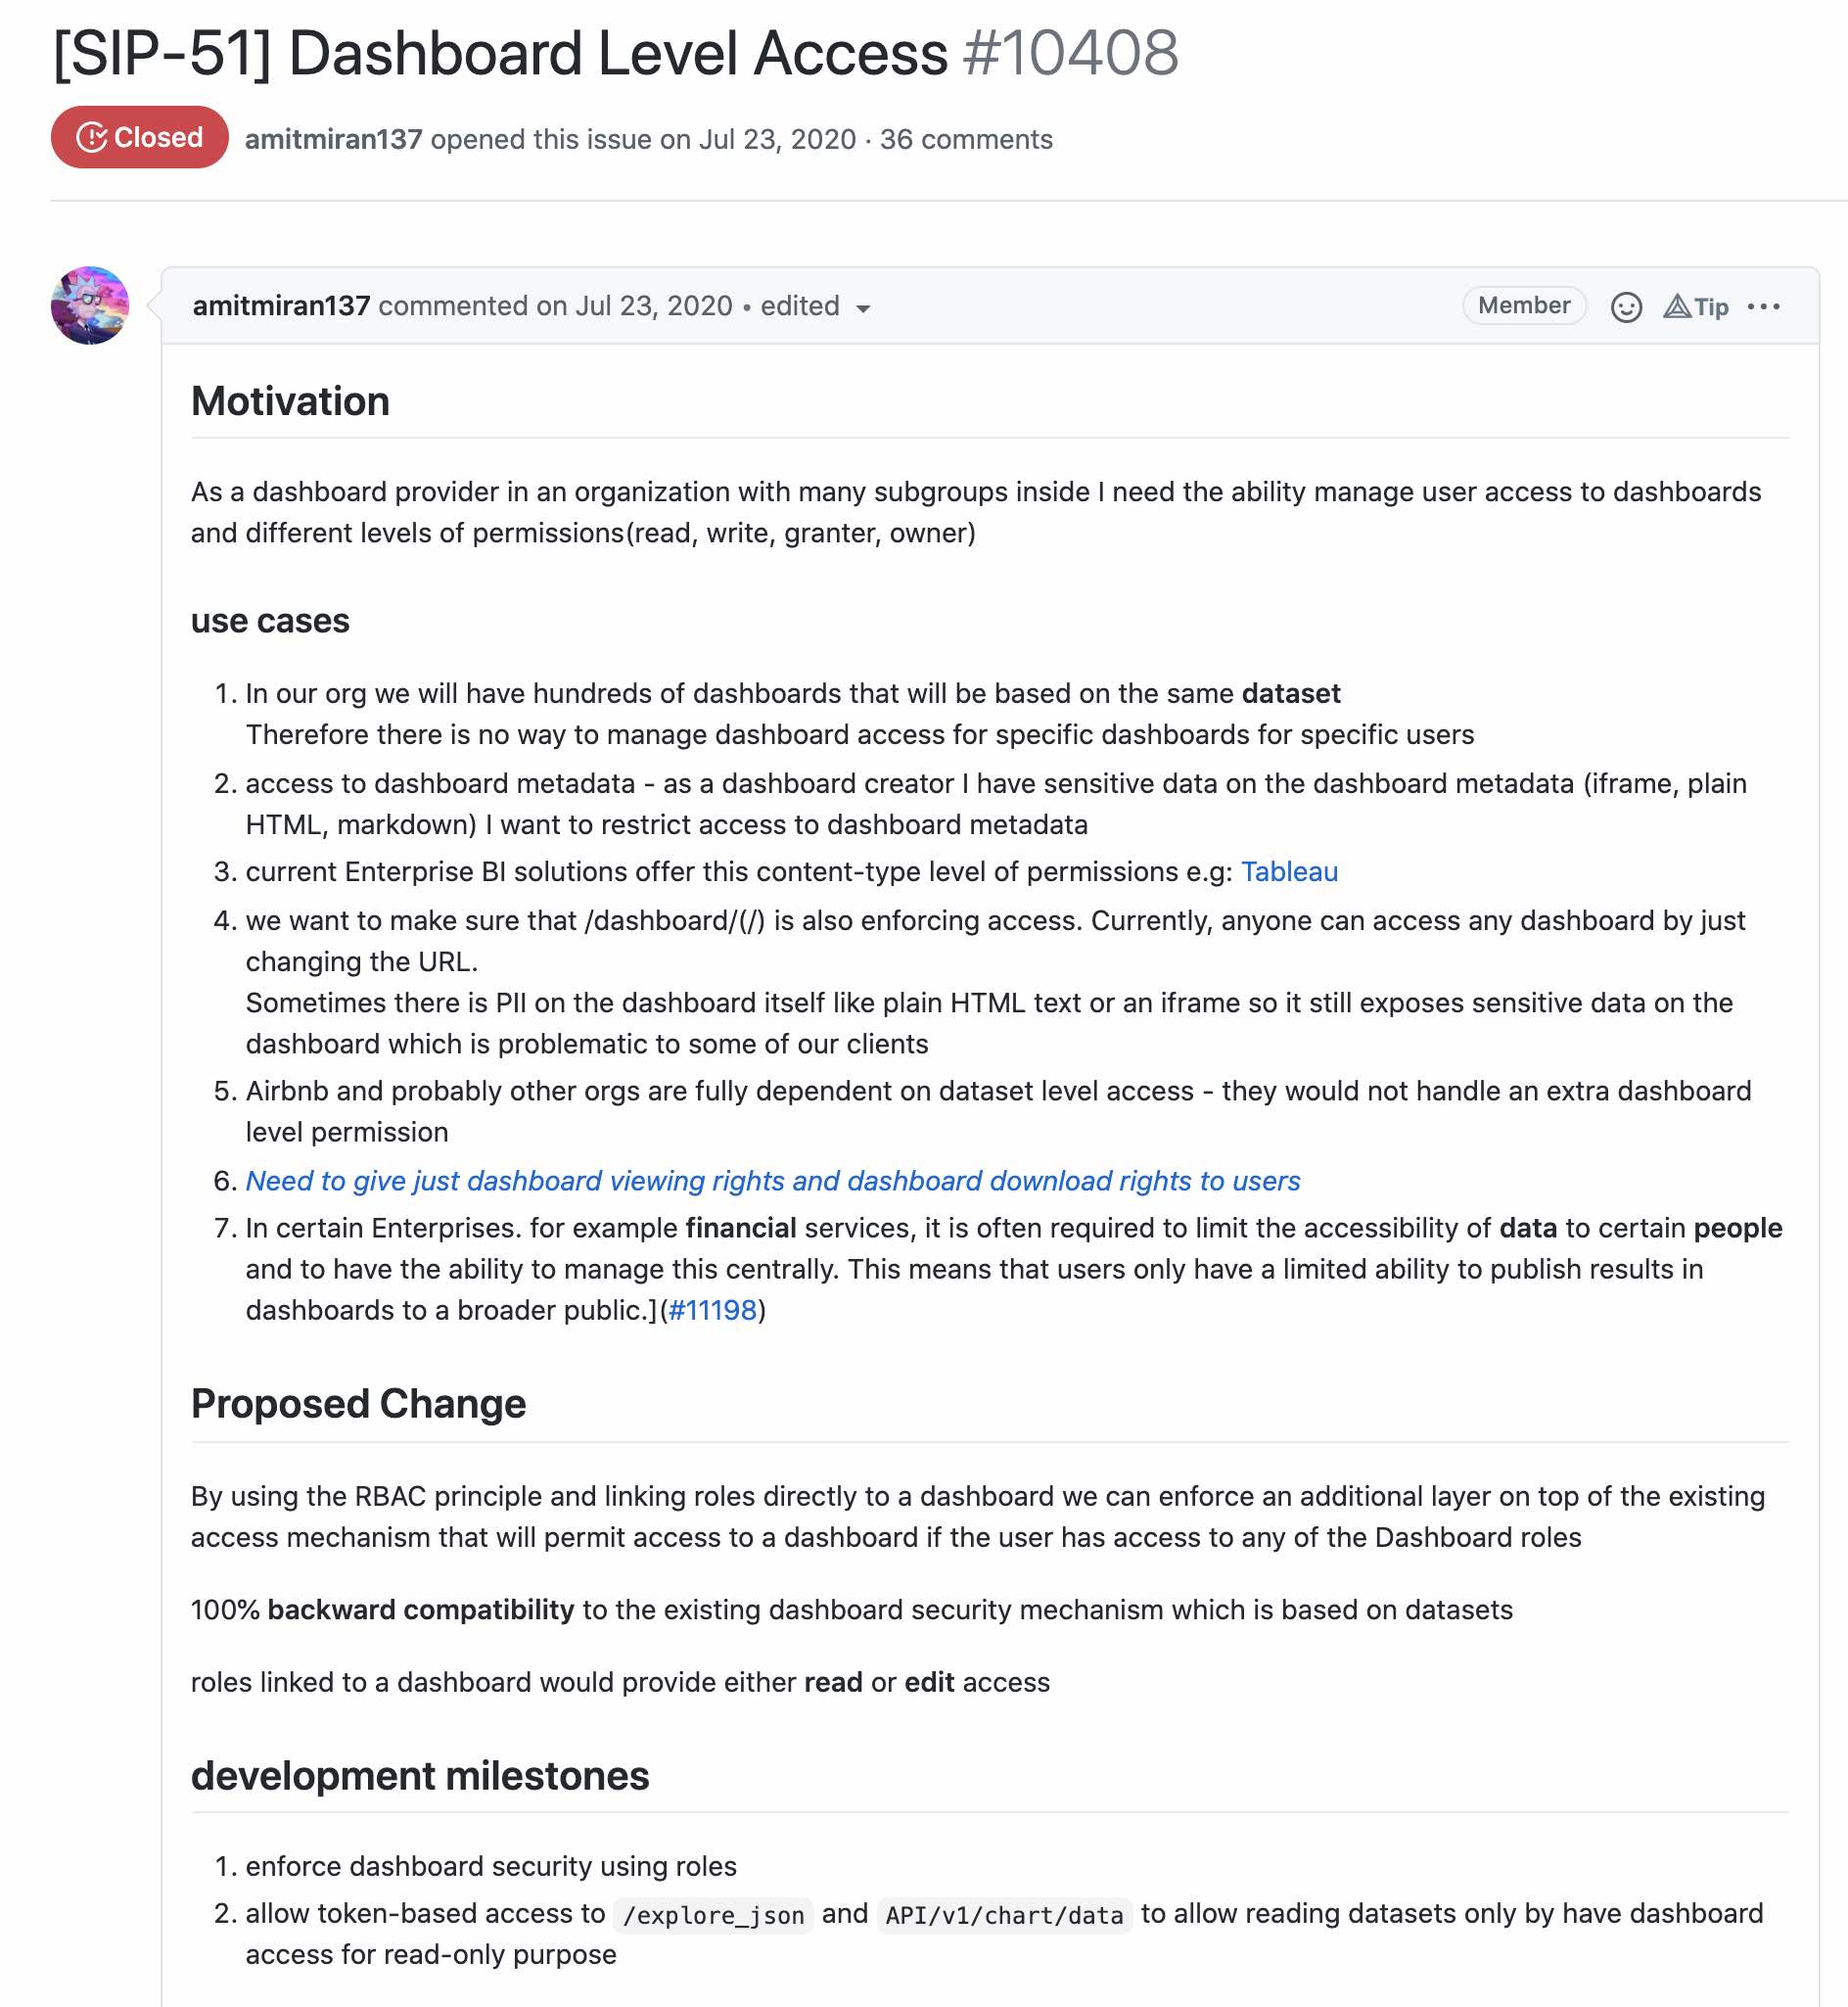 [SIP-51] Dashboard Level Access #10408
Closed
amitmiran137 opened this issue on Jul 23, 2020 · 36 comments
amitmiran137 commented on Jul 23, 2020 • edited
Member
Tip
Motivation
As a dashboard provider in an organization with many subgroups inside I need the ability manage user access to dashboards
and different levels of permissions(read, write, granter, owner)
use cases
1. In our org we will have hundreds of dashboards that will be based on the same dataset
Therefore there is no way to manage dashboard access for specific dashboards for specific users
2. access to dashboard metadata - as a dashboard creator I have sensitive data on the dashboard metadata (iframe, plain
HTML, markdown) I want to restrict access to dashboard metadata
3. current Enterprise BI solutions offer this content-type level of permissions e.g: Tableau
4. we want to make sure that /dashboard/(/) is also enforcing access. Currently, anyone can access any dashboard by just
changing the URL.
Sometimes there is PII on the dashboard itself like plain HTML text or an iframe so it still exposes sensitive data on the
dashboard which is problematic to some of our clients
5. Airbnb and probably other orgs are fully dependent on dataset level access - they would not handle an extra dashboard
level permission
6. Need to give just dashboard viewing rights and dashboard download rights to users
7. In certain Enterprises. for example financial services, it is often required to limit the accessibility of data to certain people
and to have the ability to manage this centrally. This means that users only have a limited ability to publish results in
dashboards to a broader public.](#11198)
Proposed Change
By using the RBAC principle and linking roles directly to a dashboard we can enforce an additional layer on top of the existing
access mechanism that will permit access to a dashboard if the user has access to any of the Dashboard roles
100% backward compatibility to the existing dashboard security mechanism which is based on datasets
roles linked to a dashboard would provide either read or edit access
development milestones
1. enforce dashboard security using roles
2. allow token-based access to /explore_json and API/v1/chart/data to allow reading datasets only by have dashboard
access for read-only purpose